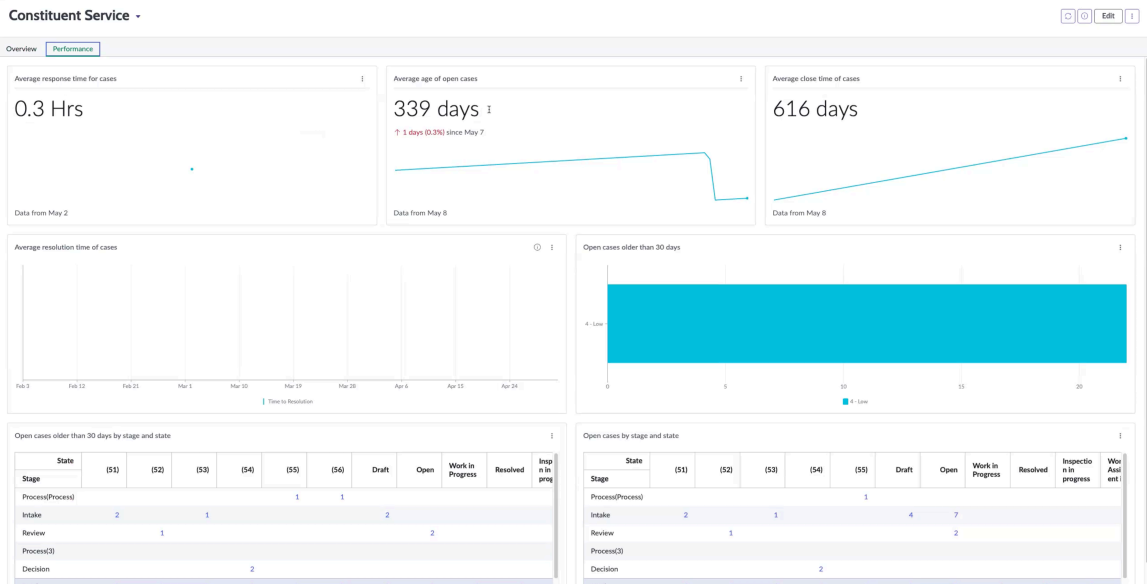 Constituent Service
Edit
Overview Performance
Average response time for cases
0.3 Hrs
Data from May 2
Average age of open cases
339 days
↑ 1 days (0.3%) since May 7
Data from May 8
Average close time of cases
616 days
Data from May 8
Average resolution time of cases
Feb 3 Feb 12 Feb 21 Mar 1 Mar 10 Mar 19 Mar 28 Apr 6 Apr 15 Apr 24
Time to Resolution
Open cases older than 30 days
4 - Low
0 5 10 15 20
4 - Low
Open cases older than 30 days by stage and state
State
Stage
(51) (52) (53) (54) (55) (56) Draft Open Work in Progress Resolved Insp n in prog
Process(Process) 1 1
Intake 2 1 2
Review 1 2
Process(3)
Decision 2
Open cases by stage and state
State
Stage
(51) (52) (53) (54) (55) Draft Open Work in Progress Resolved Inspectio n in progress Wor Assi ent i
Process(Process) 1
Intake 2 1 4 7
Review 1 2
Process(3)
Decision 2